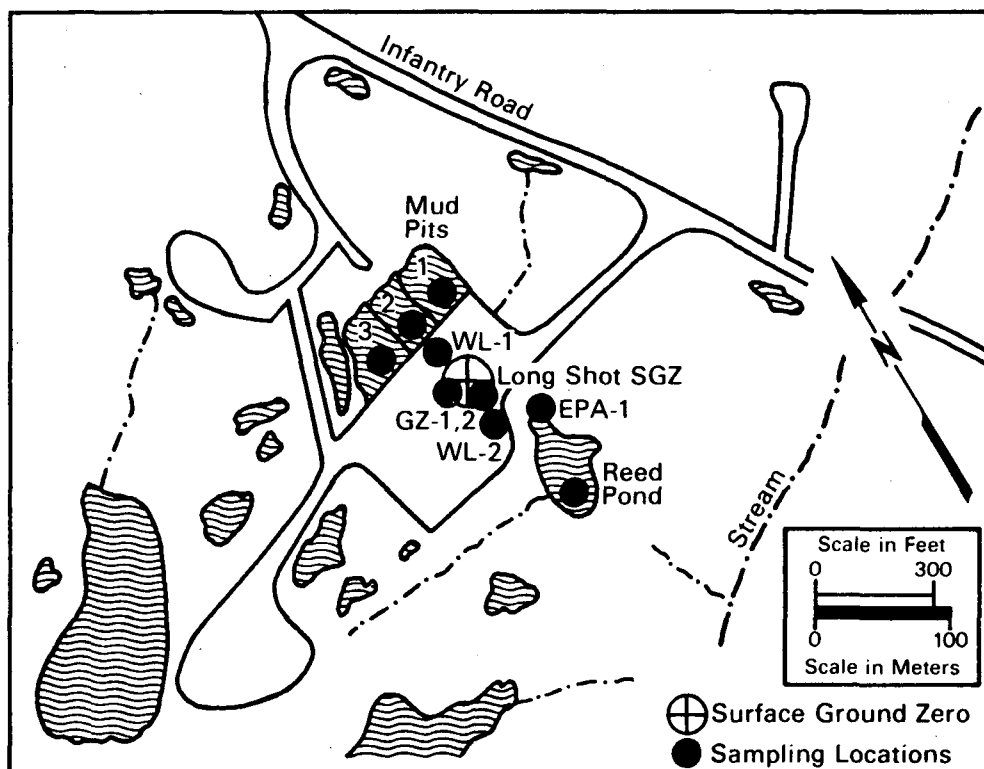 Infantry Road
Mud
Pits
1
2
3
WL-1
Long Shot SGZ
GZ-1,2
EPA-1
WL-2
Reed
Pond
Stream
N
Scale in Feet
0 300
0 100
Scale in Meters
Surface Ground Zero
Sampling Locations